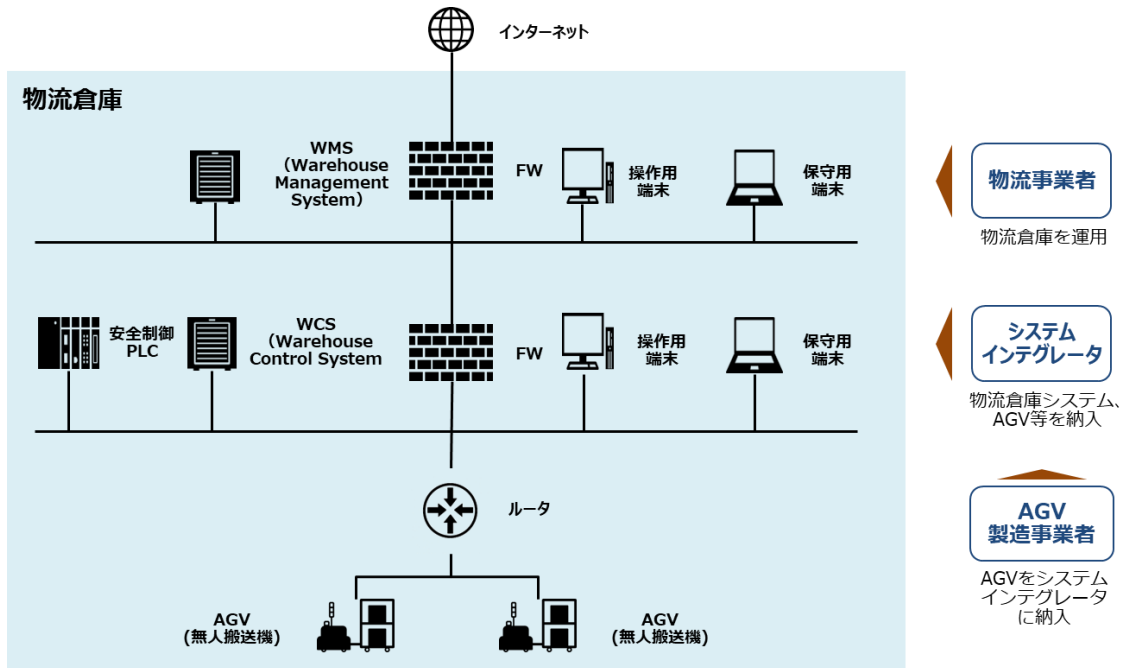 インターネット
物流倉庫
WMS
（Warehouse
Management
System）
FW
操作用
端末
保守用
端末
物流事業者
物流倉庫を運用
安全制御
PLC
WCS
（Warehouse
Control System
FW
操作用
端末
保守用
端末
システム
インテグレータ
物流倉庫システム、
AGV等を納入
ルータ
AGV
製造事業者
AGVをシステム
インテグレータ
に納入
AGV
(無人搬送機)
AGV
(無人搬送機)